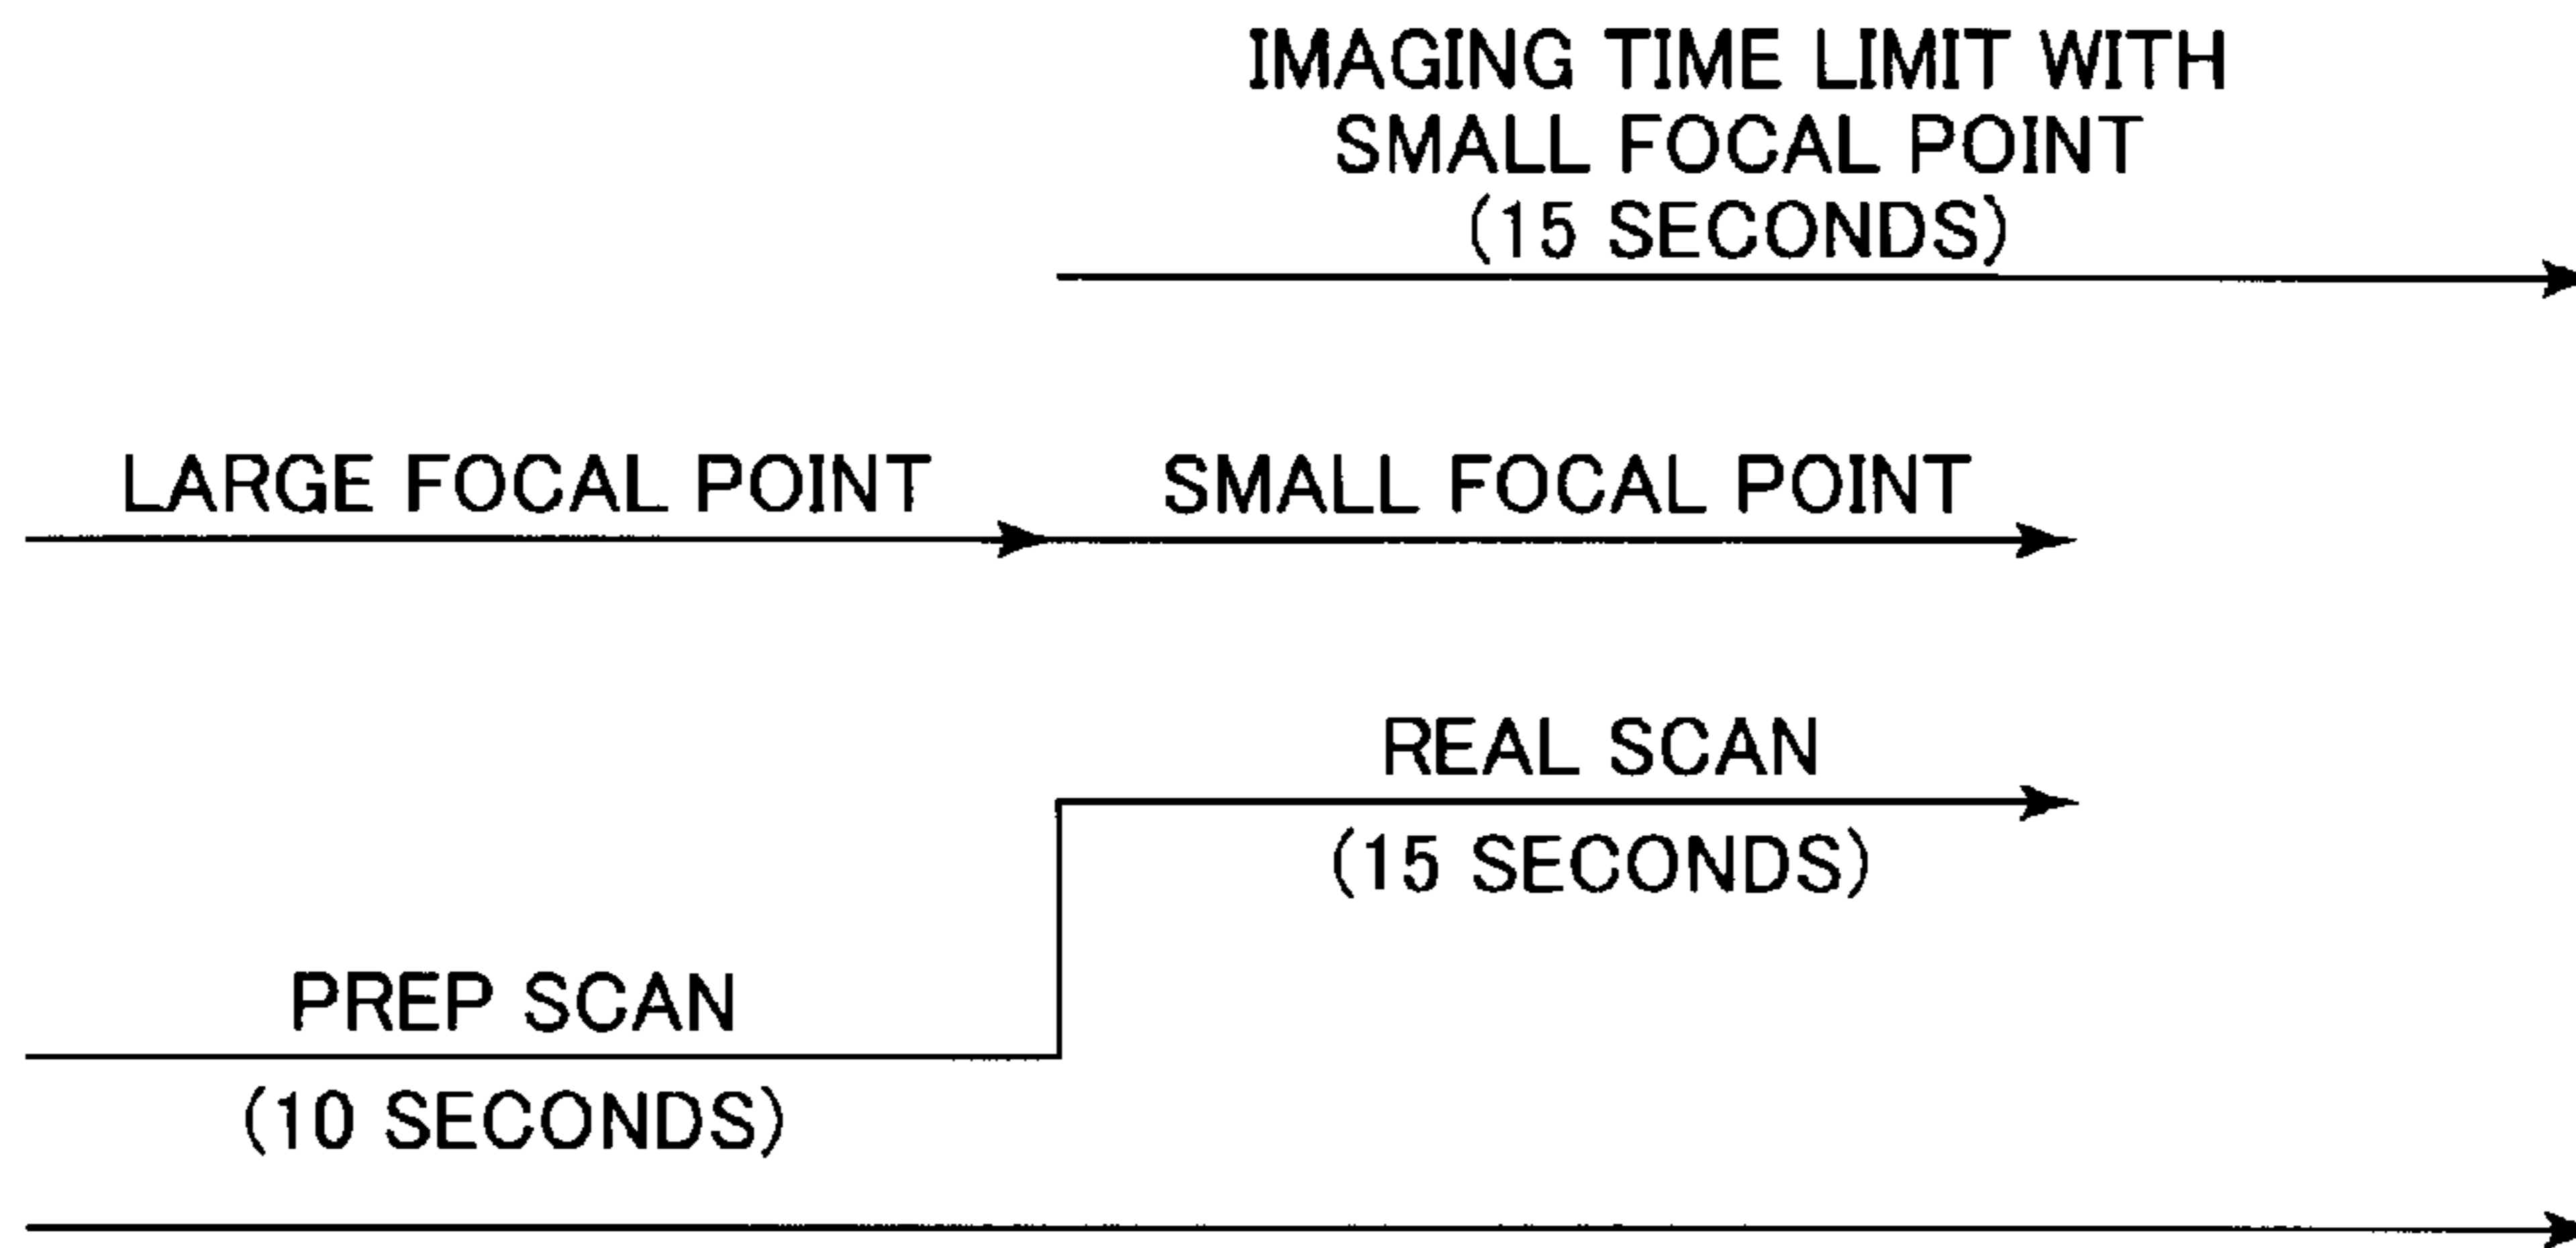 IMAGING TIME LIMIT WITH
SMALL FOCAL POINT
(15 SECONDS)
LARGE FOCAL POINT
SMALL FOCAL POINT
REAL SCAN
(15 SECONDS)
PREP SCAN
(10 SECONDS)